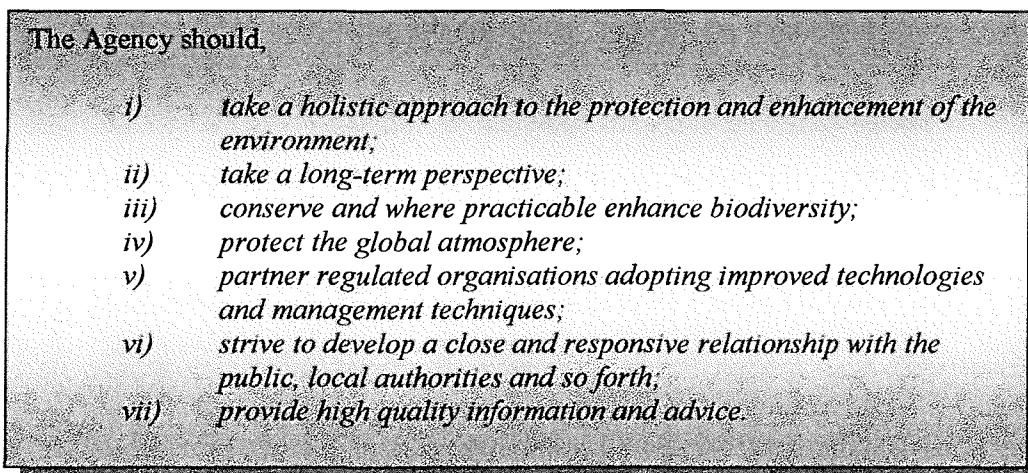 The Agency should,
i) take a holistic approach to the protection and enhancement of the
environment;
ii) take a long-term perspective;
iii) conserve and where practicable enhance biodiversity;
iv) protect the global atmosphere;
v) partner regulated organisations adopting improved technologies
and management techniques;
vi) strive to develop a close and responsive relationship with the
public, local authorities and so forth;
vii) provide high quality information and advice.